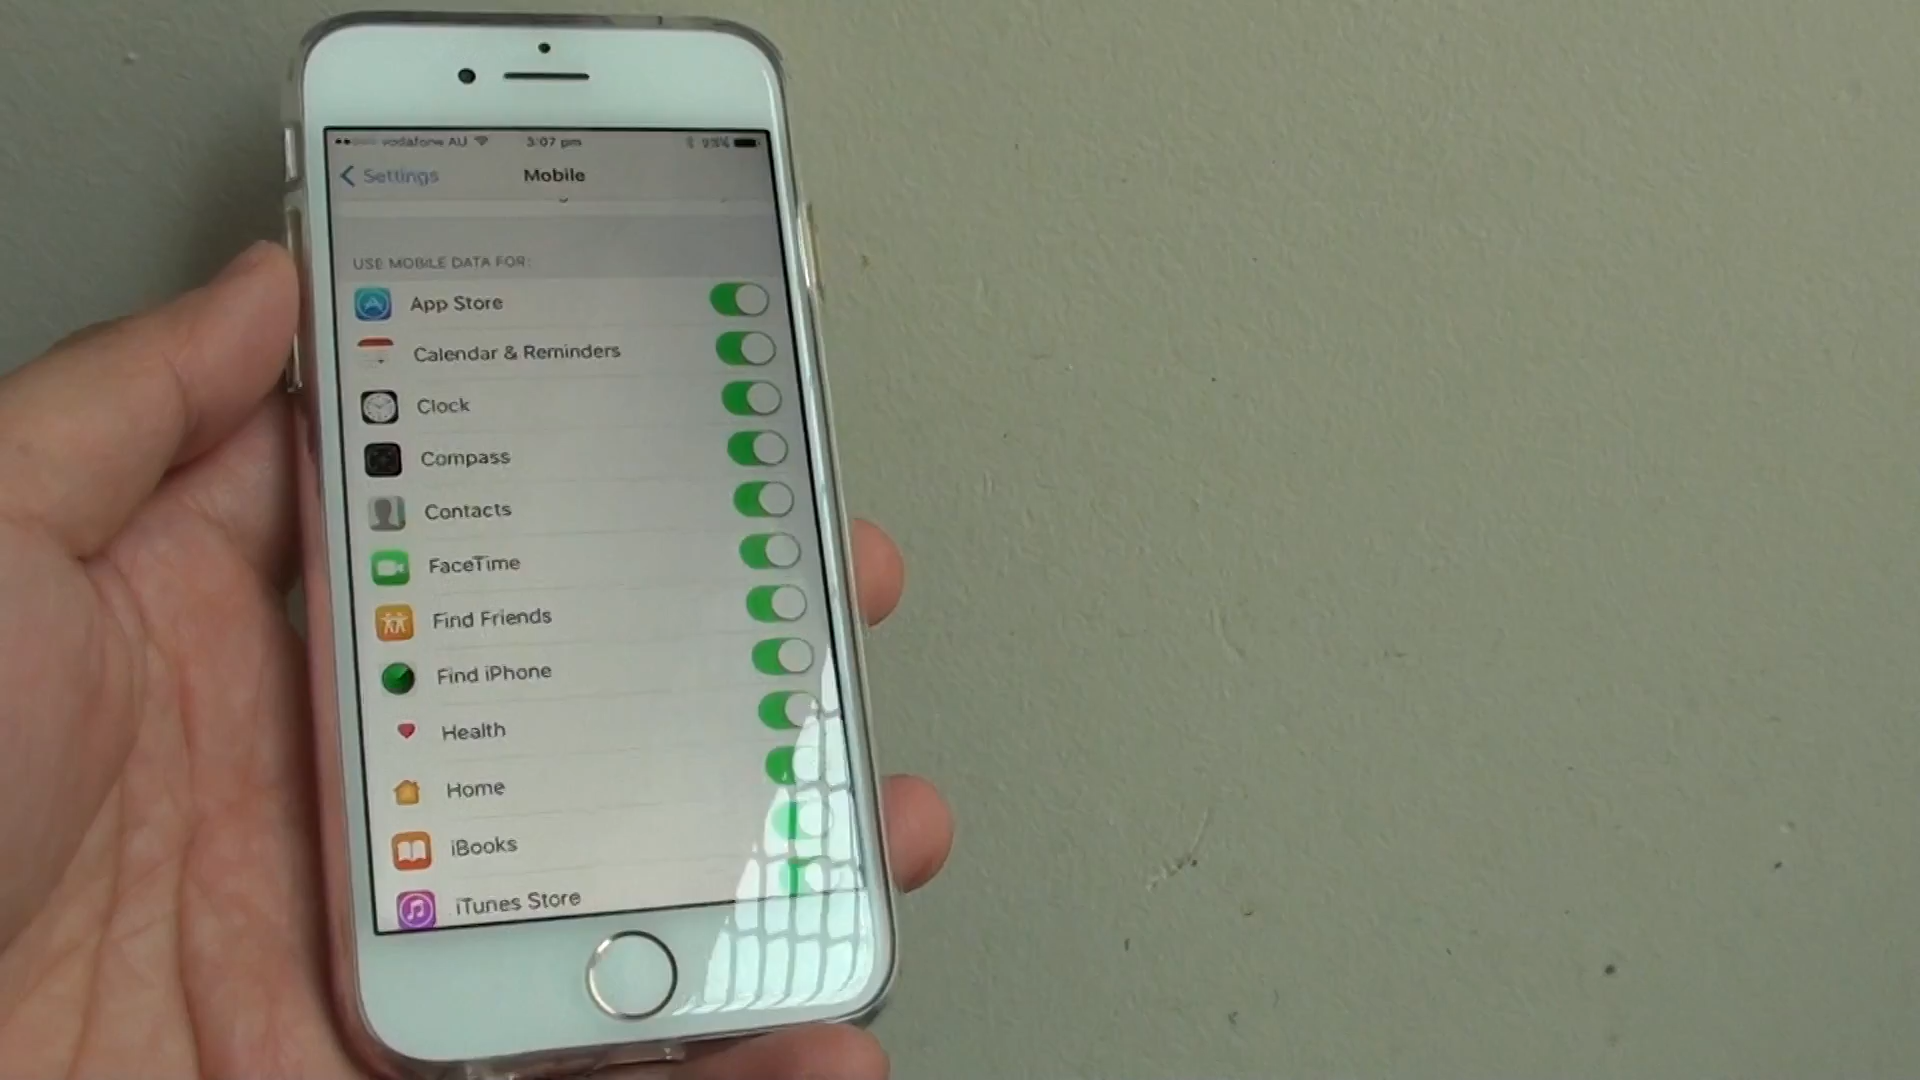 vodafone AU 3:07 pm 93%
Settings Mobile
USE MOBILE DATA FOR:
App Store
Calendar & Reminders
Clock
Compass
Contacts
FaceTime
Find Friends
Find iPhone
Health
Home
iBooks
iTunes Store